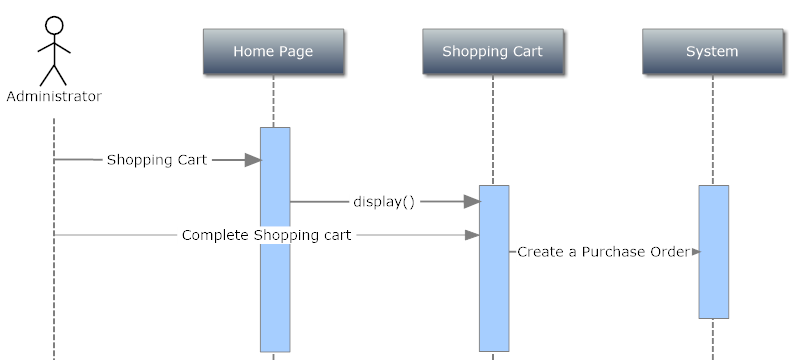 Home Page
Shopping Cart
System
Administrator
Shopping Cart
display()
Complete Shopping cart
Create a Purchase Order